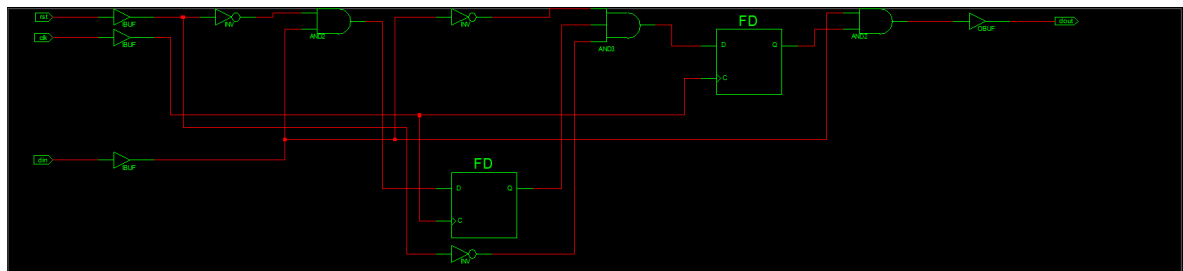 rst
IBUF
INV
AND2
INV
AND3
FD
D
Q
C
AND2
OBUF
dout
clk
IBUF
din
IBUF
FD
D
Q
C
INV